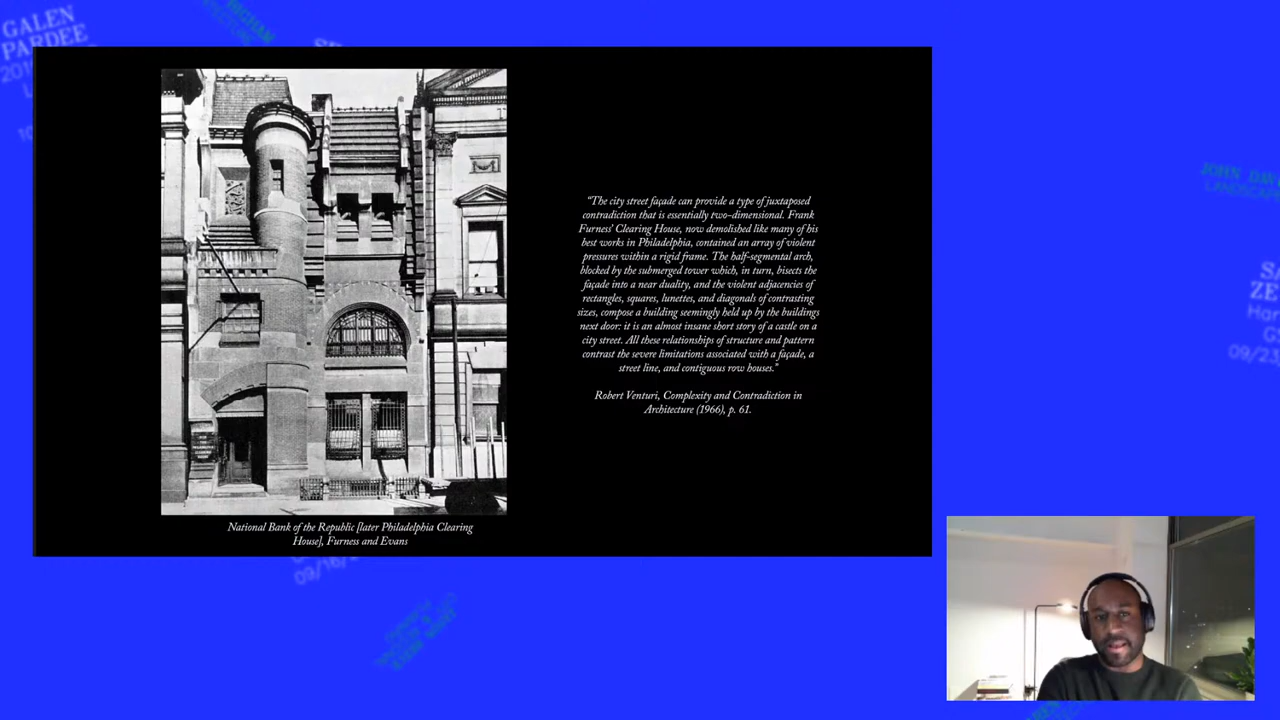 GALEN
PARDEE
"The city street façade can provide a type of juxtaposed
contradiction that is essentially two-dimensional. Frank
Furness' Clearing House, now demolished like many of his
best works in Philadelphia, contained an array of violent
pressures within a rigid frame. The half-segmental arch,
blocked by the submerged tower which, in turn, bisects the
façade into a near duality, and the violent adjacencies of
rectangles, squares, lunettes, and diagonals of contrasting
sizes, compose a building seemingly held up by the buildings
next door: it is an almost insane short story of a castle on a
city street. All these relationships of structure and pattern
contrast the severe limitations associated with a façade, a
street line, and contiguous row houses."
Robert Venturi, Complexity and Contradiction in
Architecture (1966), p. 61.
National Bank of the Republic [later Philadelphia Clearing
House], Furness and Evans
09/23
09/16/